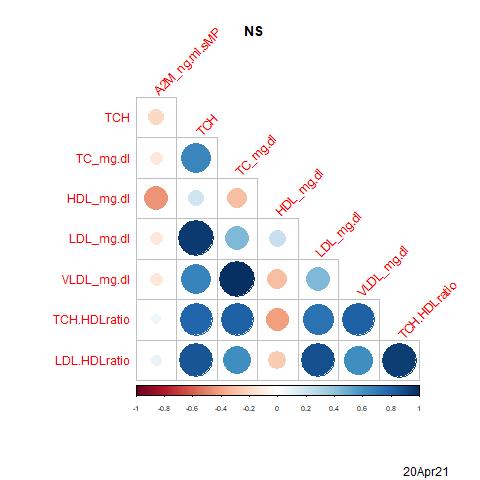 NS
A2M_ng.ml.sMP
TCH
TCH
TC_mg.dl
TC_mg.dl
HDL_mg.dl
HDL_mg.dl
LDL_mg.dl
LDL_mg.dl
VLDL_mg.dl
VLDL_mg.dl
TCH.HDLratio
TCH.HDLratio
LDL.HDLratio
-1 -0.8 -0.6 -0.4 -0.2 0 0.2 0.4 0.6 0.8 1
20Apr21